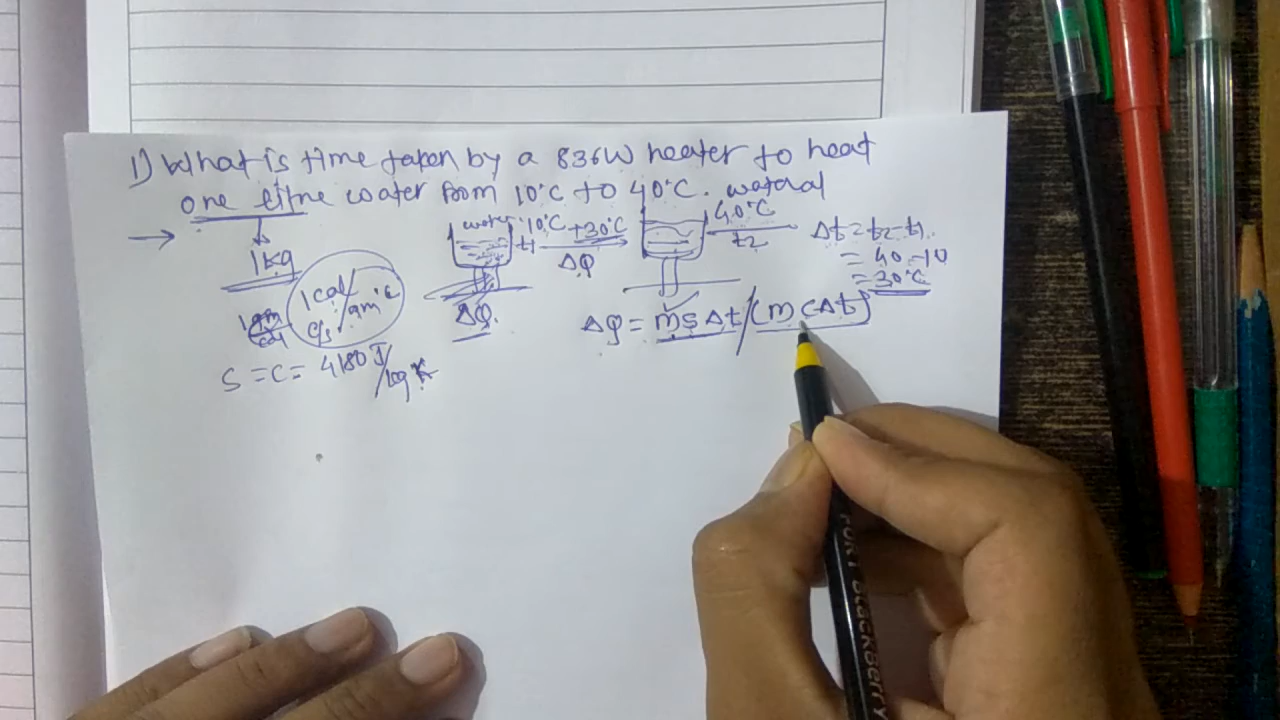 1) What is time taken by a 836W heater to heat
one litre water from 10°C to 40°C.
1kg
1 cal/gm°C
S = C = 4180 J/kg K
water 10°C
t1
+30°C
ΔQ
ΔQ.
40°C
t2
Δt = t2 - t1
= 40 - 10
= 30°C
ΔQ = msΔt/(mcΔt)